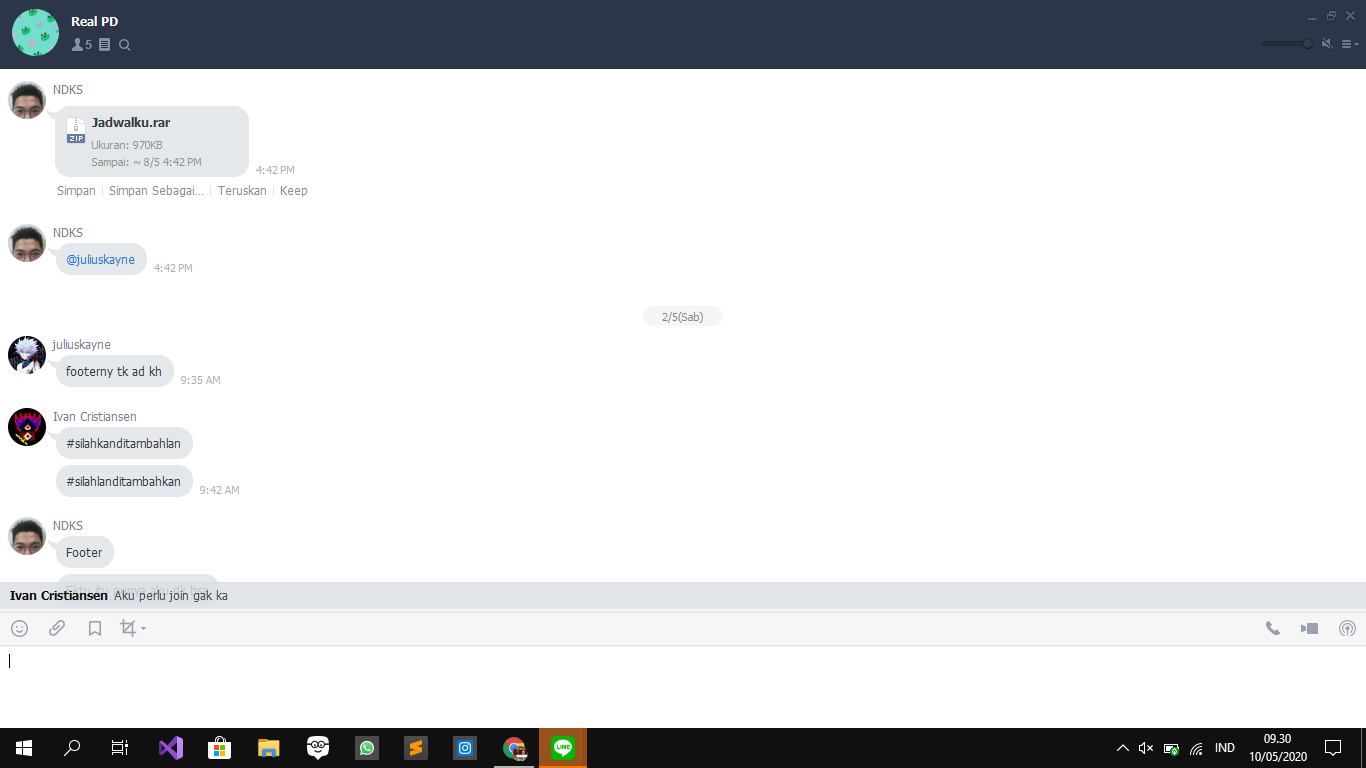 Real PD
5
NDKS
Jadwalku.rar
ZIP
Ukuran: 970KB
Sampai: ~ 8/5 4:42 PM
4:42 PM
Simpan | Simpan Sebagai... | Teruskan | Keep
NDKS
@juliuskayne
4:42 PM
2/5(Sab)
juliuskayne
footerny tk ad kh
9:35 AM
Ivan Cristiansen
#silahkanditambahlan
#silahlanditambahkan
9:42 AM
NDKS
Footer
Ivan Cristiansen Aku perlu join gak ka
LINE
IND
09.30
10/05/2020